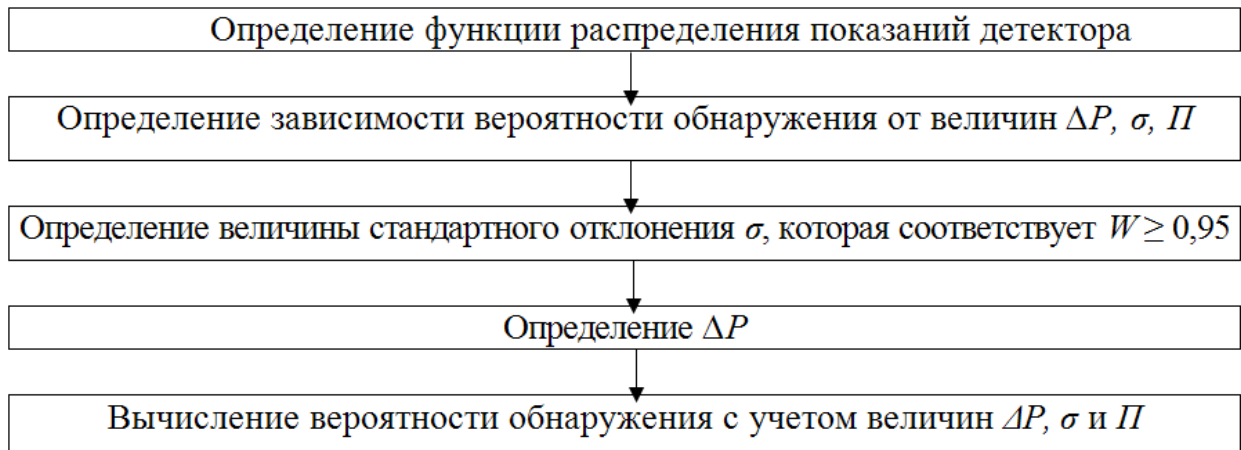 Определение функции распределения показаний детектора
Определение зависимости вероятности обнаружения от величин ΔP, σ, П
Определение величины стандартного отклонения σ, которая соответствует W ≥ 0,95
Определение ΔP
Вычисление вероятности обнаружения с учетом величин ΔP, σ и П